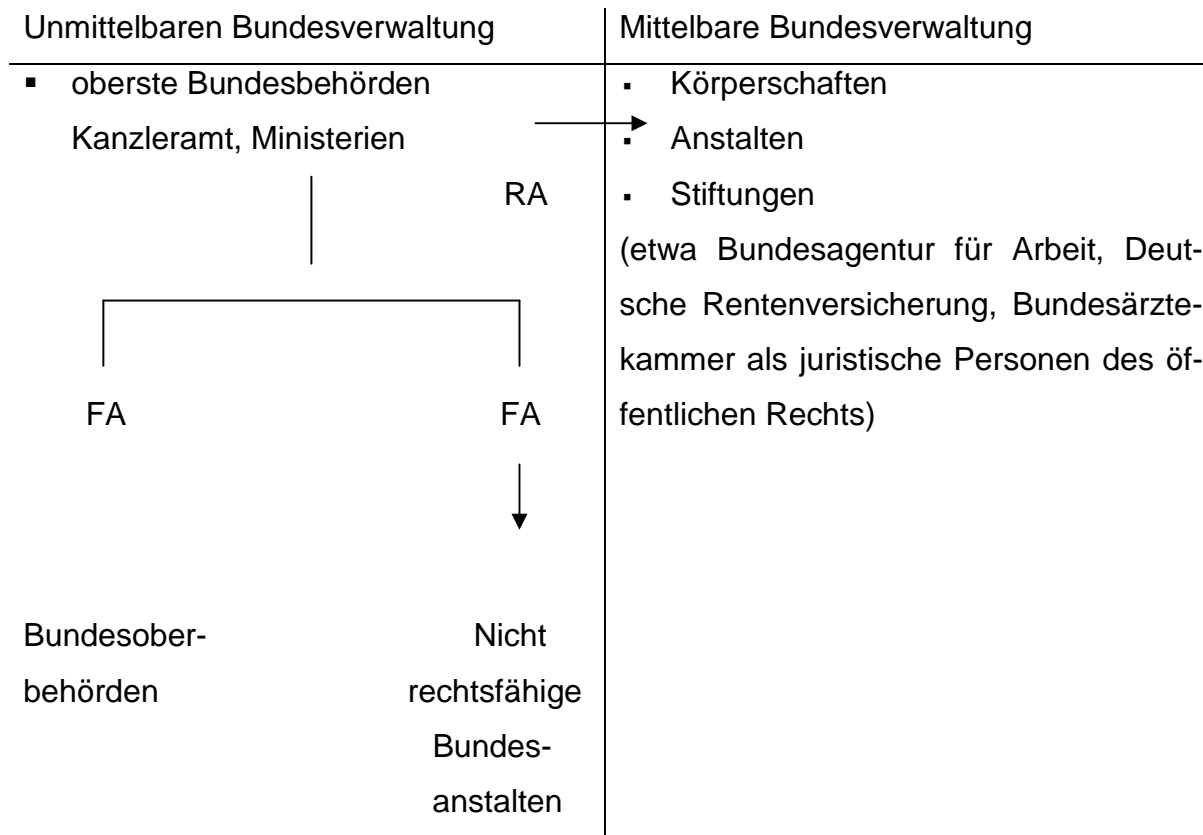 Unmittelbaren Bundesverwaltung
▪ oberste Bundesbehörden
Kanzleramt, Ministerien
RA
FA FA
Bundesober-
behörden
Nicht
rechtsfähige
Bundes-
anstalten
Mittelbare Bundesverwaltung
▪ Körperschaften
▪ Anstalten
▪ Stiftungen
(etwa Bundesagentur für Arbeit, Deut-
sche Rentenversicherung, Bundesärzte-
kammer als juristische Personen des öf-
fentlichen Rechts)